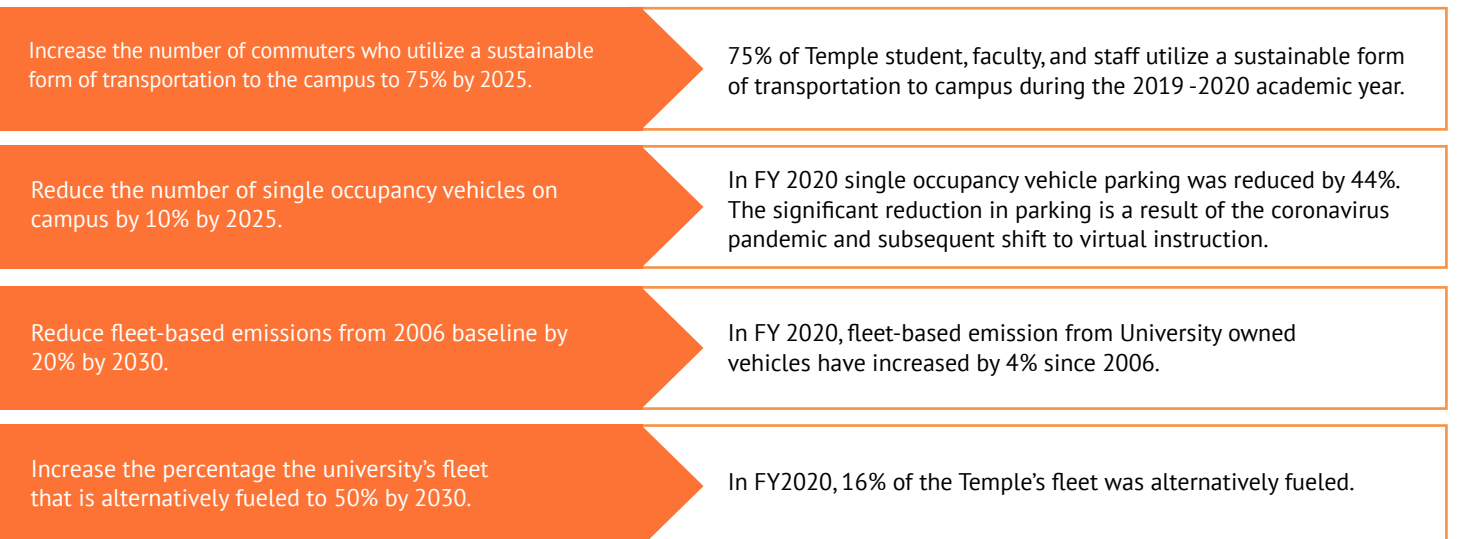 Increase the number of commuters who utilize a sustainable
form of transportation to the campus to 75% by 2025.
75% of Temple student, faculty, and staff utilize a sustainable form
of transportation to campus during the 2019 -2020 academic year.
Reduce the number of single occupancy vehicles on
campus by 10% by 2025.
In FY 2020 single occupancy vehicle parking was reduced by 44%.
The significant reduction in parking is a result of the coronavirus
pandemic and subsequent shift to virtual instruction.
Reduce fleet-based emissions from 2006 baseline by
20% by 2030.
In FY 2020, fleet-based emission from University owned
vehicles have increased by 4% since 2006.
Increase the percentage the university's fleet
that is alternatively fueled to 50% by 2030.
In FY2020, 16% of the Temple's fleet was alternatively fueled.